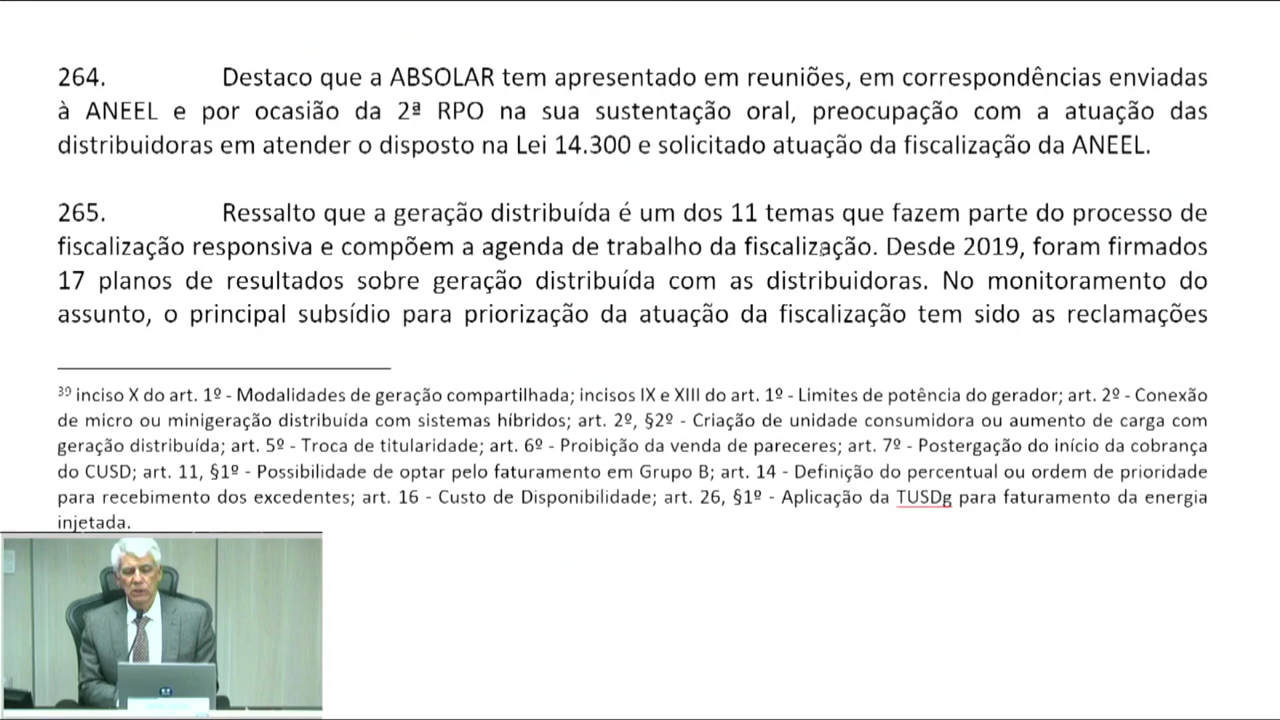 264. Destaco que a ABSOLAR tem apresentado em reuniões, em correspondências enviadas
à ANEEL e por ocasião da 2ª RPO na sua sustentação oral, preocupação com a atuação das
distribuidoras em atender o disposto na Lei 14.300 e solicitado atuação da fiscalização da ANEEL.
265. Ressalto que a geração distribuída é um dos 11 temas que fazem parte do processo de
fiscalização responsiva e compõem a agenda de trabalho da fiscalização. Desde 2019, foram firmados
17 planos de resultados sobre geração distribuída com as distribuidoras. No monitoramento do
assunto, o principal subsídio para priorização da atuação da fiscalização tem sido as reclamações
39 inciso X do art. 1º - Modalidades de geração compartilhada; incisos IX e XIII do art. 1º - Limites de potência do gerador; art. 2º - Conexão
de micro ou minigeração distribuída com sistemas híbridos; art. 2º, §2º - Criação de unidade consumidora ou aumento de carga com
geração distribuída; art. 5º - Troca de titularidade; art. 6º - Proibição da venda de pareceres; art. 7º - Postergação do início da cobrança
do CUSD; art. 11, §1º - Possibilidade de optar pelo faturamento em Grupo B; art. 14 - Definição do percentual ou ordem de prioridade
para recebimento dos excedentes; art. 16 - Custo de Disponibilidade; art. 26, §1º - Aplicação da TUSDg para faturamento da energia
injetada.